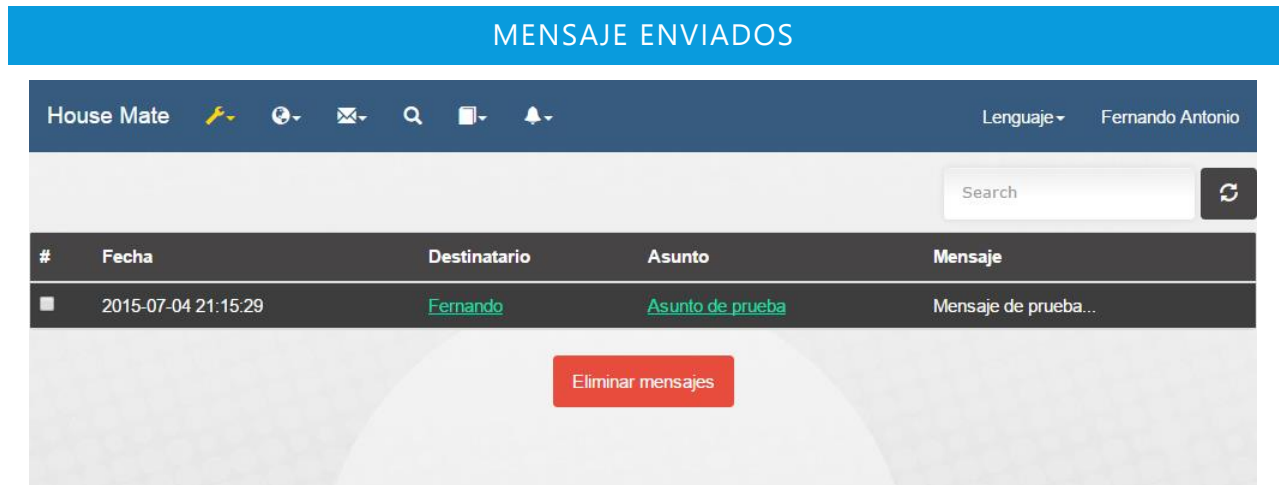 MENSAJE ENVIADOS
House Mate Lenguaje Fernando Antonio
Search
# Fecha Destinatario Asunto Mensaje
2015-07-04 21:15:29 Fernando Asunto de prueba Mensaje de prueba...
Eliminar mensajes